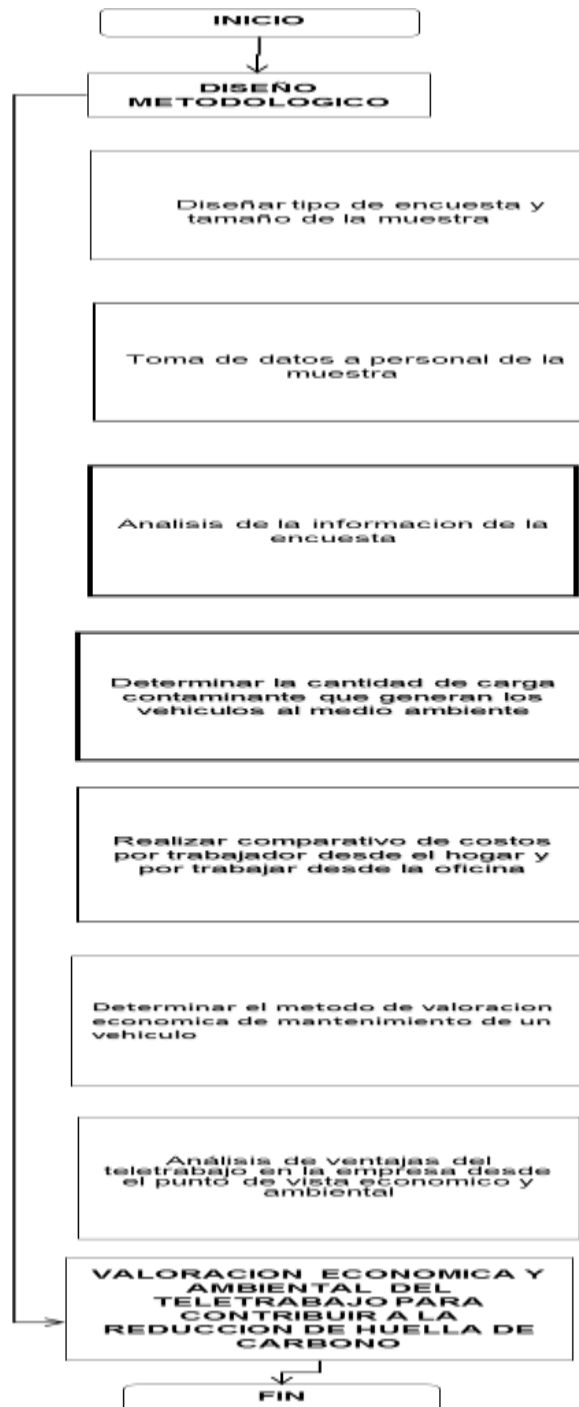 INICIO
DISEÑO
METODOLOGICO
Diseñar tipo de encuesta y
tamaño de la muestra
Toma de datos a personal de la
muestra
Analisis de la informacion de la
encuesta
Determinar la cantidad de carga
contaminante que generan los
vehiculos al medio ambiente
Realizar comparativo de costos
por trabajador desde el hogar y
por trabajar desde la oficina
Determinar el metodo de valoracion
economica de mantenimiento de un
vehiculo
Análisis de ventajas del
teletrabajo en la empresa desde
el punto de vista economico y
ambiental
VALORACION ECONOMICA Y
AMBIENTAL DEL
TELETRABAJO PARA
CONTRIBUIR A LA
REDUCCION DE HUELLA DE
CARBONO
FIN